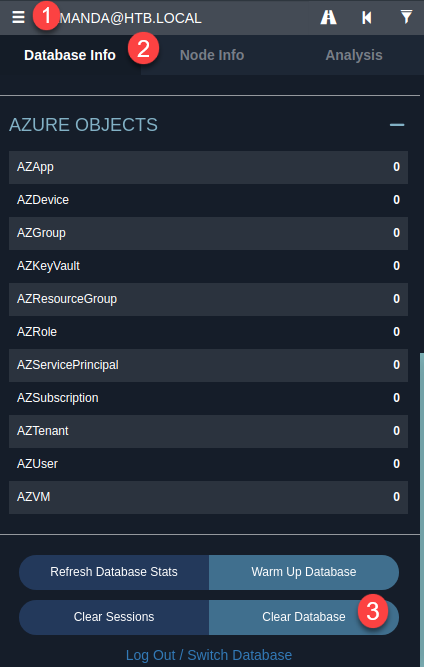 1 MANDA@HTB.LOCAL
Database Info 2 Node Info Analysis
AZURE OBJECTS
AZApp 0
AZDevice 0
AZGroup 0
AZKeyVault 0
AZResourceGroup 0
AZRole 0
AZServicePrincipal 0
AZSubscription 0
AZTenant 0
AZUser 0
AZVM 0
Refresh Database Stats Warm Up Database
Clear Sessions Clear Database 3
Log Out / Switch Database